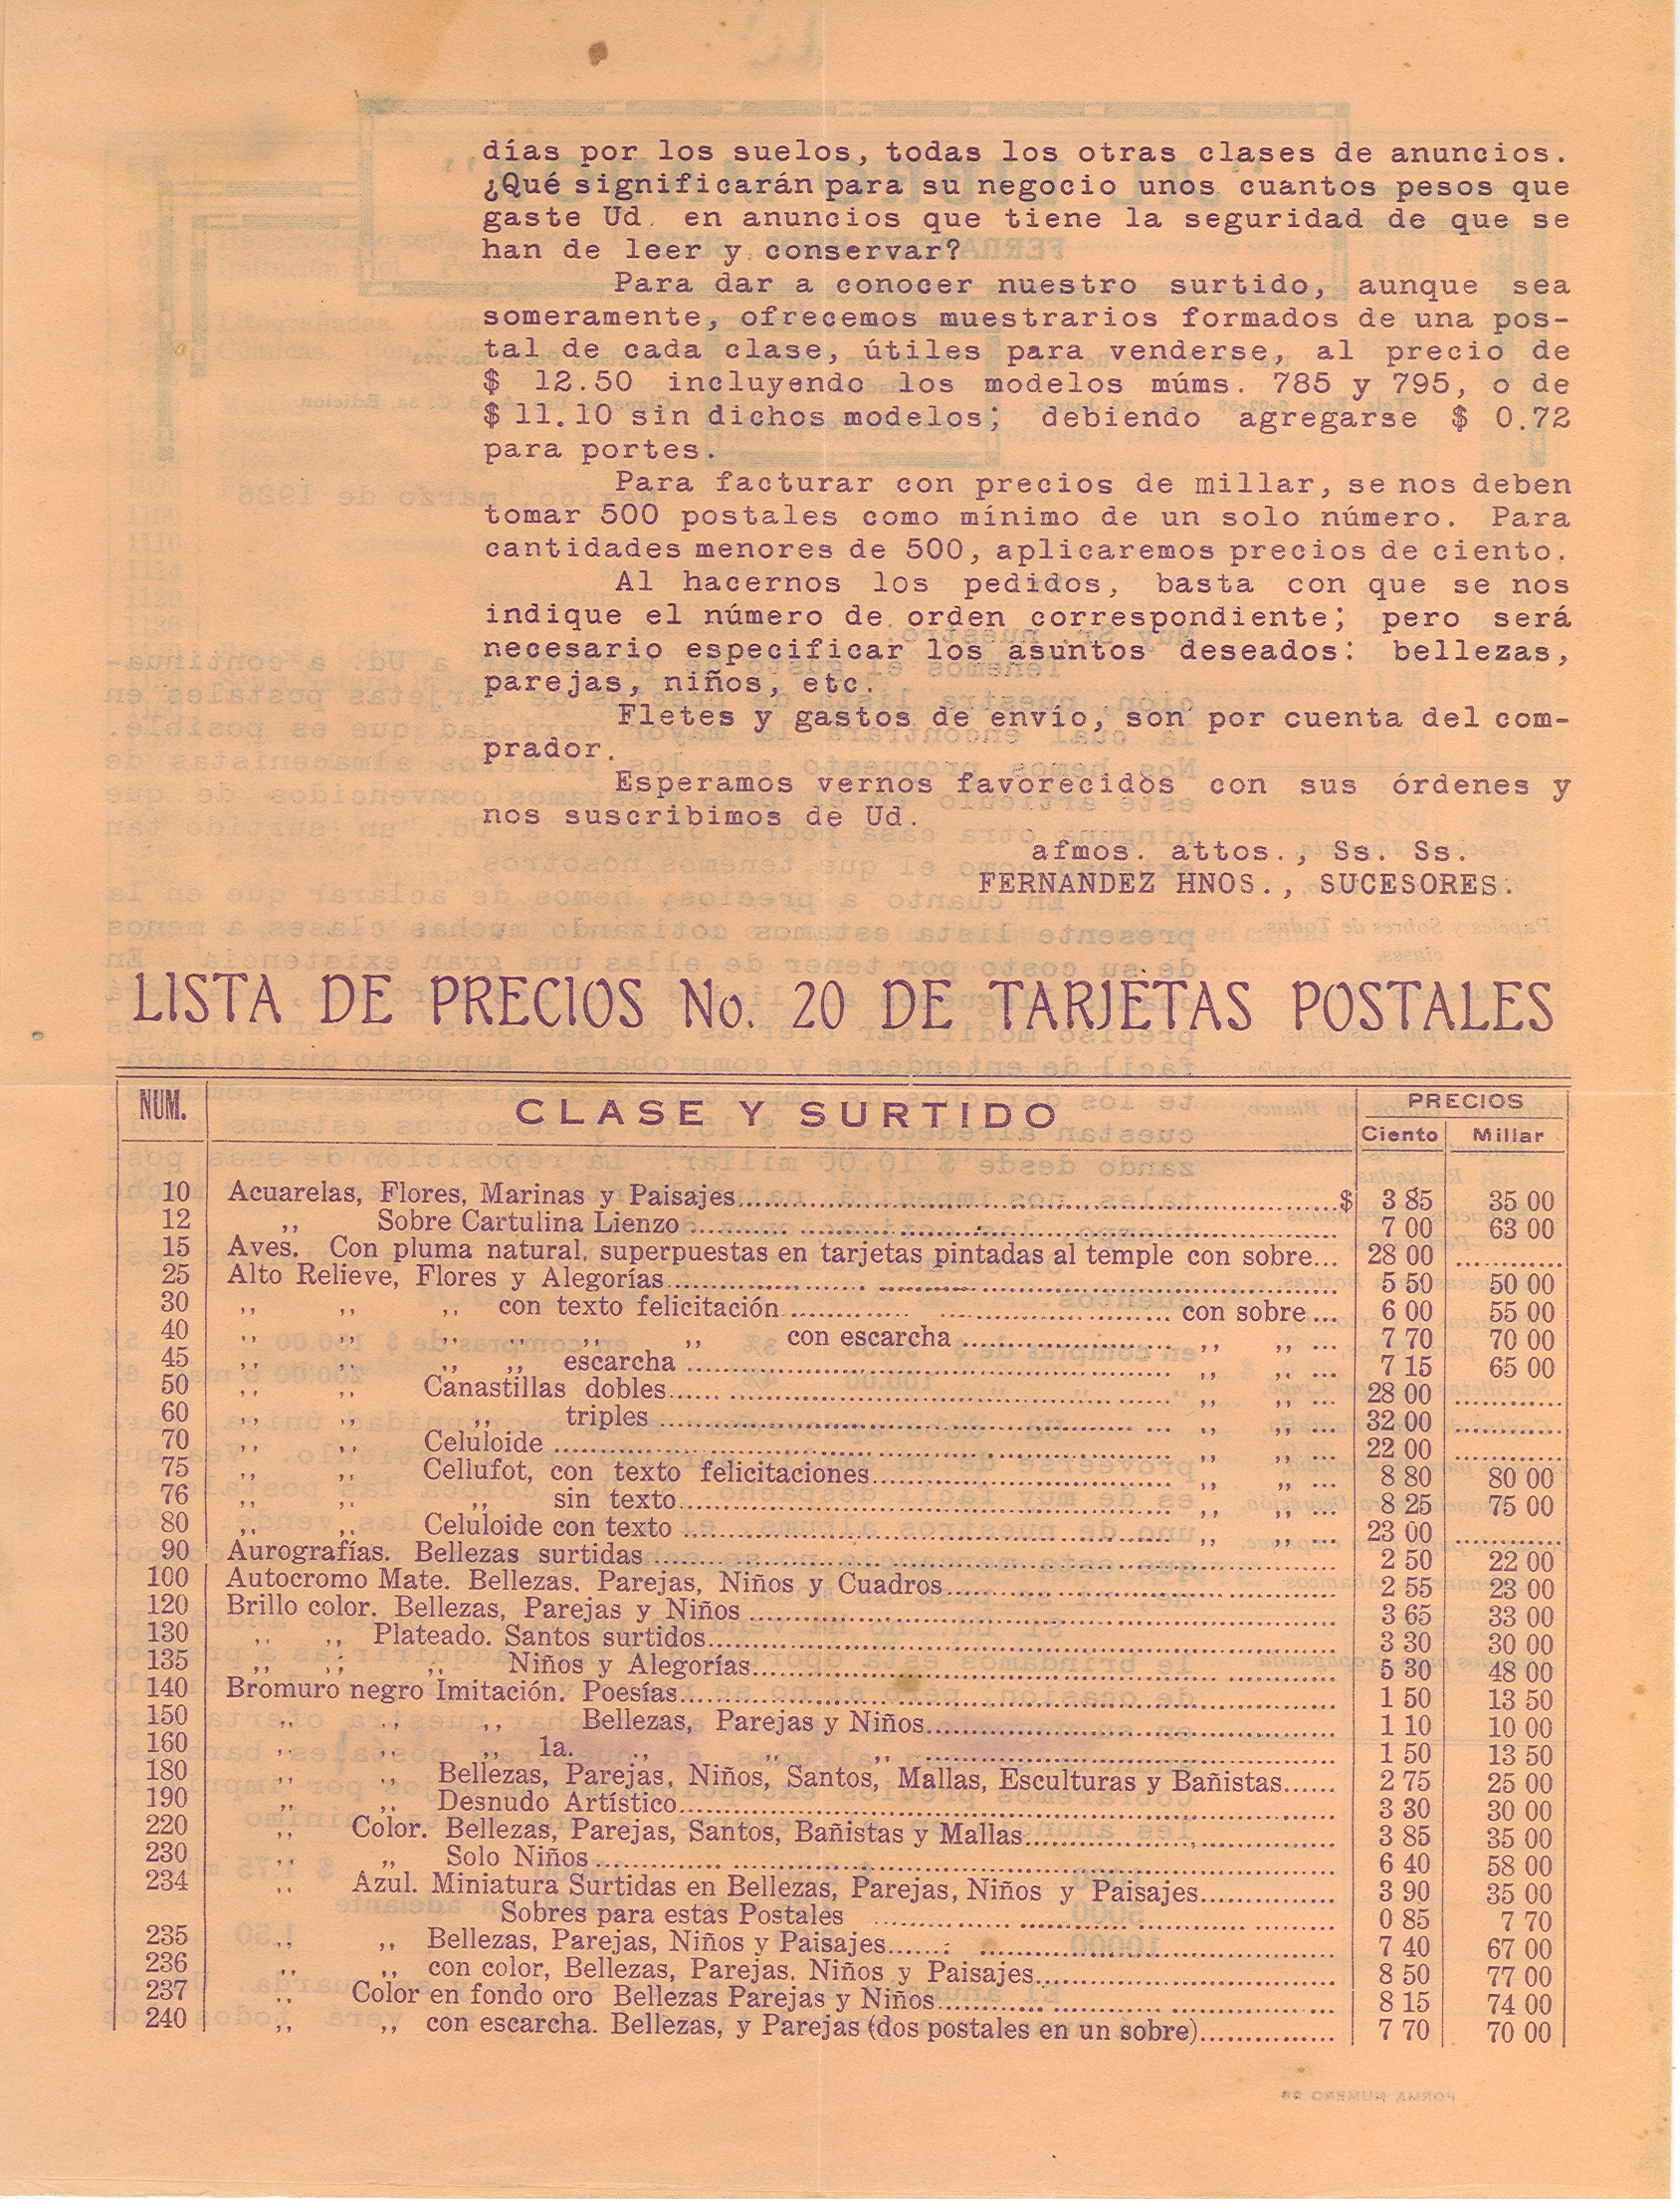 días por los suelos, todas los otras clases de anuncios.
¿Qué significarán para su negocio unos cuantos pesos que
gaste Ud. en anuncios que tiene la seguridad de que se
han de leer y conservar?
Para dar a conocer nuestro surtido, aunque sea
someramente, ofrecemos muestrarios formados de una pos-
tal de cada clase, útiles para venderse, al precio de
$ 12.50 incluyendo los modelos múms. 785 y 795, o de
$ 11.10 sin dichos modelos; debiendo agregarse $ 0.72
para portes.
Para facturar con precios de millar, se nos deben
tomar 500 postales como mínimo de un solo número. Para
cantidades menores de 500, aplicaremos precios de ciento.
Al hacernos los pedidos, basta con que se nos
indique el número de orden correspondiente; pero será
necesario especificar los asuntos deseados: bellezas,
parejas, niños, etc.
Fletes y gastos de envío, son por cuenta del com-
prador.
Esperamos vernos favorecidos con sus órdenes y
nos suscribimos de Ud.
afmos. attos., Ss. Ss.
FERNANDEZ HNOS., SUCESORES.
LISTA DE PRECIOS No. 20 DE TARJETAS POSTALES
NUM. CLASE Y SURTIDO PRECIOS
Ciento Millar
10 Acuarelas, Flores, Marinas y Paisajes $ 3 85 35 00
12 ,, Sobre Cartulina Lienzo 7 00 63 00
15 Aves. Con pluma natural, superpuestas en tarjetas pintadas al temple con sobre... 28 00 ............
25 Alto Relieve, Flores y Alegorías 5 50 50 00
30 ,, ,, ,, con texto felicitación con sobre... 6 00 55 00
40 ,, ,, ,, ,, ,, ,, con escarcha ,, ,, ... 7 70 70 00
45 ,, ,, ,, ,, escarcha ,, ,, ... 7 15 65 00
50 ,, ,, Canastillas dobles ,, ,, ... 28 00 ............
60 ,, ,, ,, triples ,, ,, ... 32 00 ............
70 ,, ,, Celuloide ,, ,, ... 22 00 ............
75 ,, ,, Cellufot, con texto felicitaciones ,, ,, ... 8 80 80 00
76 ,, ,, ,, sin texto ,, ,, ... 8 25 75 00
80 ,, ,, Celuloide con texto ,, ,, ... 23 00 ............
90 Aurografías. Bellezas surtidas 2 50 22 00
100 Autocromo Mate. Bellezas. Parejas, Niños y Cuadros 2 55 23 00
120 Brillo color. Bellezas, Parejas y Niños 3 65 33 00
130 ,, ,, Plateado. Santos surtidos 3 30 30 00
135 ,, ,, ,, Niños y Alegorías 5 30 48 00
140 Bromuro negro Imitación. Poesías 1 50 13 50
150 ,, ,, ,, Bellezas, Parejas y Niños 1 10 10 00
160 ,, ,, ,, 1a. ,, ,, ,, 1 50 13 50
180 ,, ,, Bellezas, Parejas, Niños, Santos, Mallas, Esculturas y Bañistas 2 75 25 00
190 ,, ,, Desnudo Artístico 3 30 30 00
220 ,, Color. Bellezas, Parejas, Santos, Bañistas y Mallas 3 85 35 00
230 ,, ,, Solo Niños 6 40 58 00
234 ,, Azul. Miniatura Surtidas en Bellezas, Parejas, Niños y Paisajes 3 90 35 00
Sobres para estas Postales 0 85 7 70
235 ,, ,, Bellezas, Parejas, Niños y Paisajes 7 40 67 00
236 ,, ,, con color, Bellezas, Parejas. Niños y Paisajes 8 50 77 00
237 ,, Color en fondo oro Bellezas Parejas y Niños 8 15 74 00
240 ,, ,, con escarcha. Bellezas, y Parejas (dos postales en un sobre) 7 70 70 00